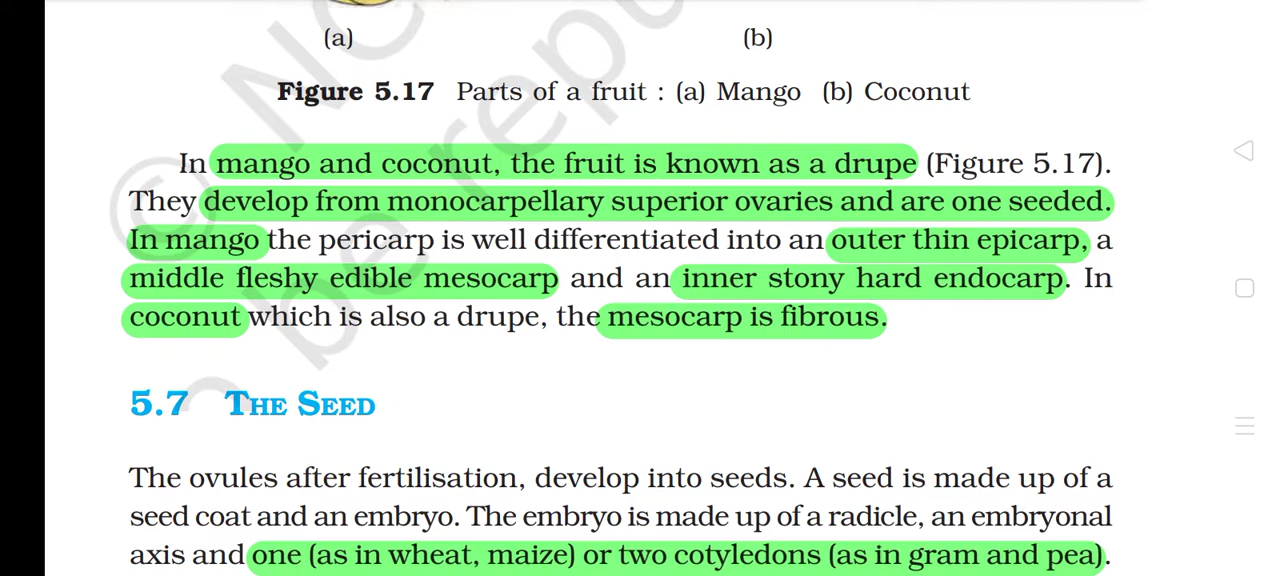 (a) (b)
Figure 5.17 Parts of a fruit : (a) Mango (b) Coconut
In mango and coconut, the fruit is known as a drupe (Figure 5.17).
They develop from monocarpellary superior ovaries and are one seeded.
In mango the pericarp is well differentiated into an outer thin epicarp, a
middle fleshy edible mesocarp and an inner stony hard endocarp. In
coconut which is also a drupe, the mesocarp is fibrous.
5.7 THE SEED
The ovules after fertilisation, develop into seeds. A seed is made up of a
seed coat and an embryo. The embryo is made up of a radicle, an embryonal
axis and one (as in wheat, maize) or two cotyledons (as in gram and pea).